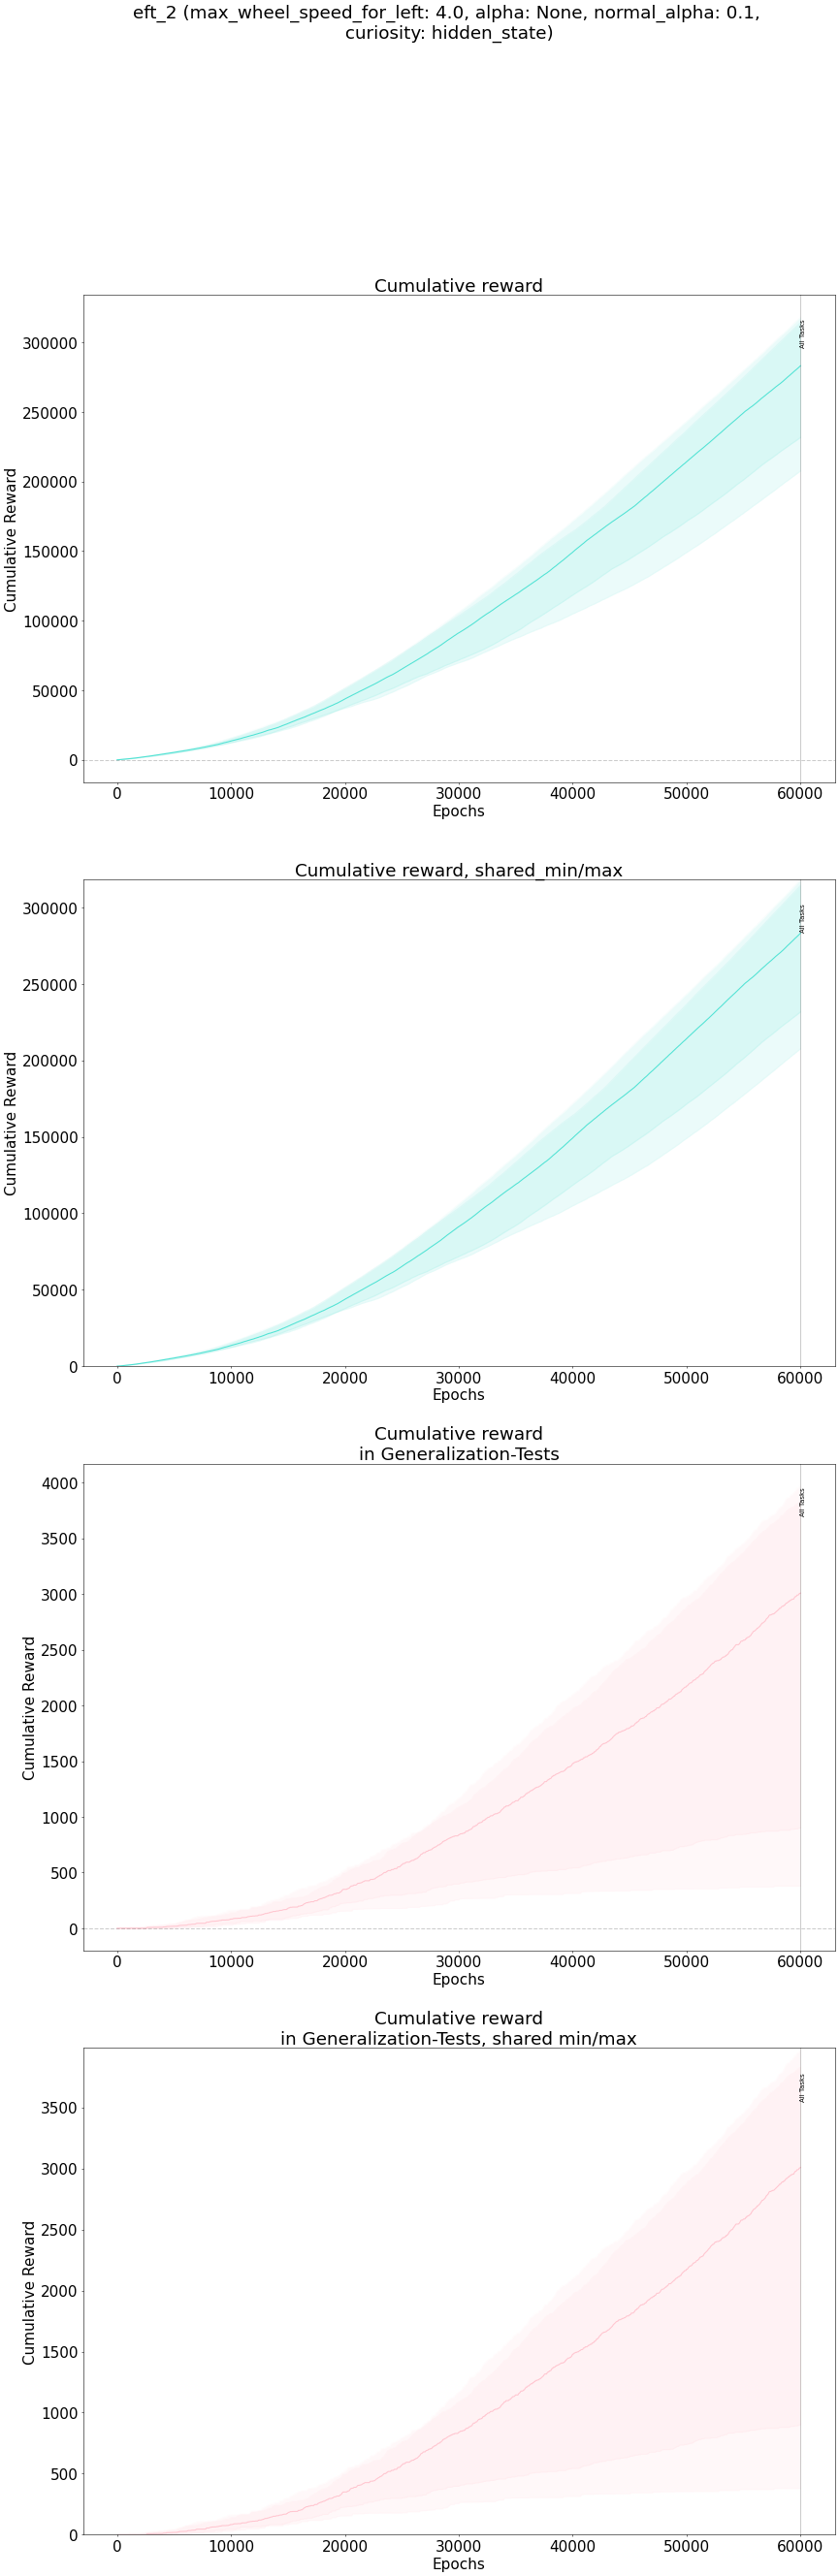 eft_2 (max_wheel_speed_for_left: 4.0, alpha: None, normal_alpha: 0.1,
curiosity: hidden_state)
Cumulative reward
All Tasks
300000
250000
200000
150000
100000
50000
0
Cumulative Reward
0 10000 20000 30000 40000 50000 60000
Epochs
Cumulative reward, shared_min/max
All Tasks
300000
250000
200000
150000
100000
50000
0
Cumulative Reward
0 10000 20000 30000 40000 50000 60000
Epochs
Cumulative reward
in Generalization-Tests
All Tasks
4000
3500
3000
2500
2000
1500
1000
500
0
Cumulative Reward
0 10000 20000 30000 40000 50000 60000
Epochs
Cumulative reward
in Generalization-Tests, shared min/max
All Tasks
3500
3000
2500
2000
1500
1000
500
0
Cumulative Reward
0 10000 20000 30000 40000 50000 60000
Epochs